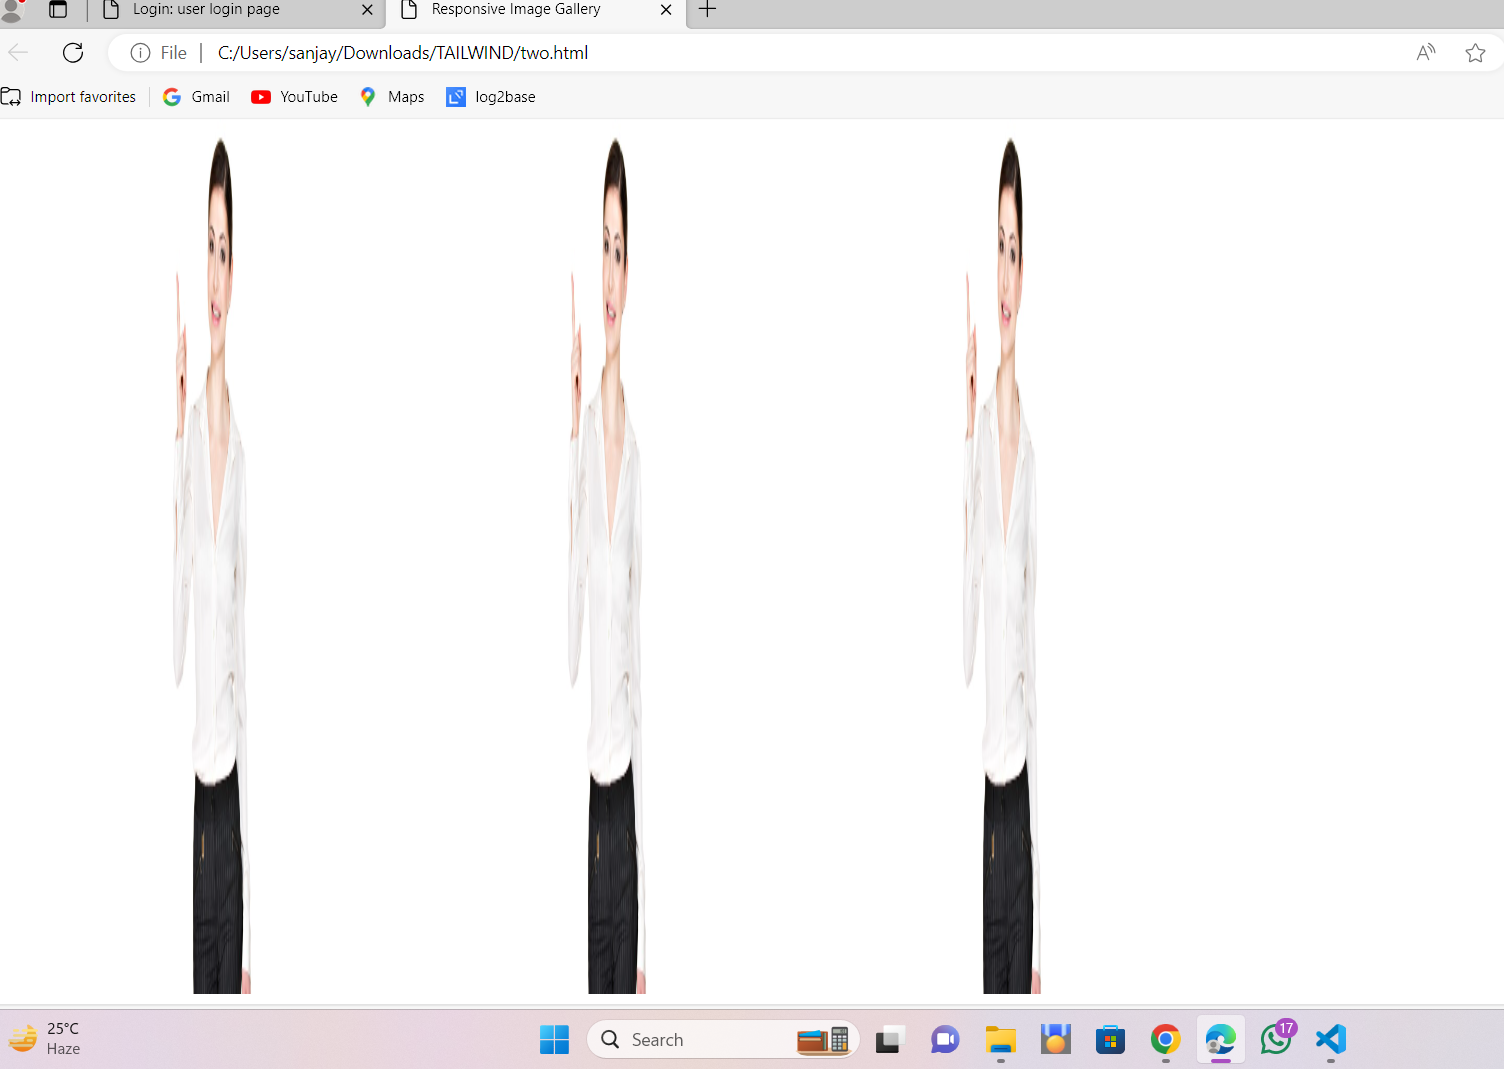 Login: user login page
Responsive Image Gallery
File
C:/Users/sanjay/Downloads/TAILWIND/two.html
Import favorites
Gmail
YouTube
Maps
log2base
25°C
Haze
Search
17